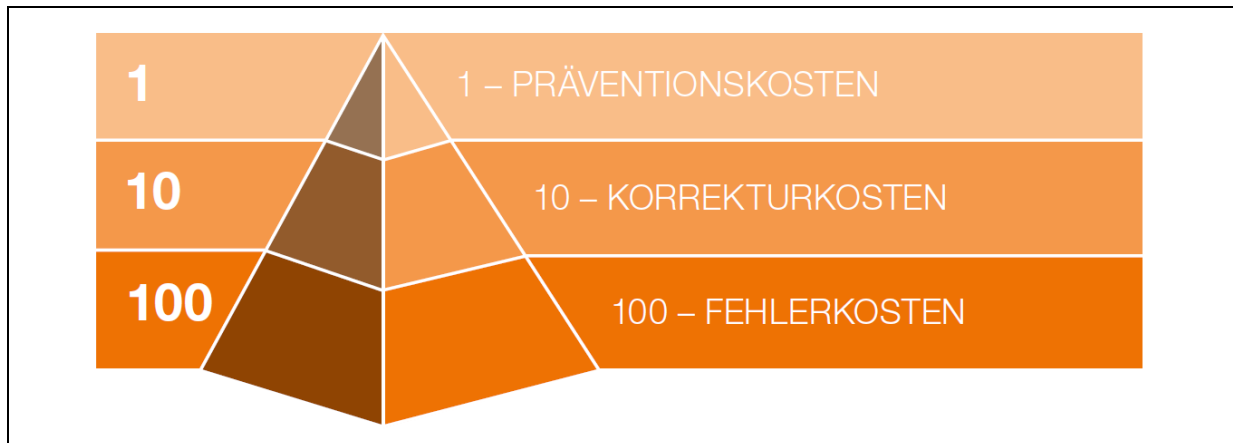 1
1 – PRÄVENTIONSKOSTEN
10
10 – KORREKTURKOSTEN
100
100 – FEHLERKOSTEN